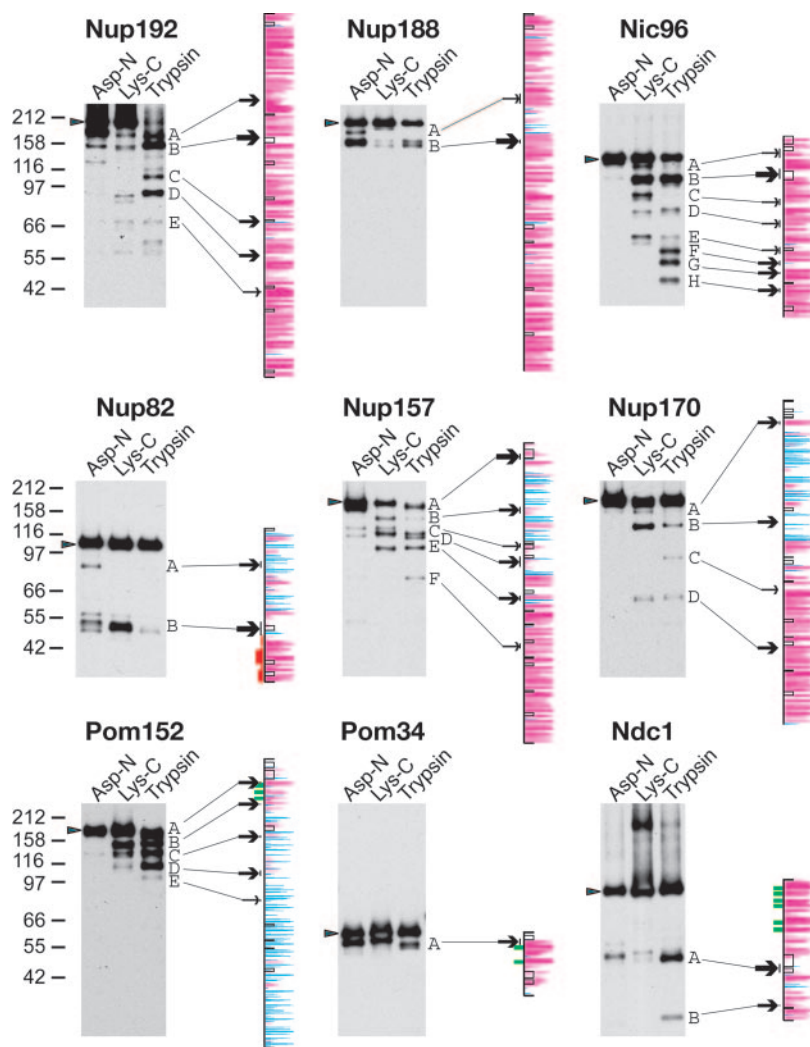 Nup192 Nup188 Nic96
Asp-N Lys-C Trypsin Asp-N Lys-C Trypsin Asp-N Lys-C Trypsin
212
158
116
97
66
55
42
A
B
C
D
E
A
B
A
B
C
D
E
F
G
H
Nup82 Nup157 Nup170
Asp-N Lys-C Trypsin Asp-N Lys-C Trypsin Asp-N Lys-C Trypsin
212
158
116
97
66
55
42
A
B
A
B
C
D
E
F
A
B
C
D
Pom152 Pom34 Ndc1
Asp-N Lys-C Trypsin Asp-N Lys-C Trypsin Asp-N Lys-C Trypsin
212
158
116
97
66
55
42
A
B
C
D
E
A
A
B